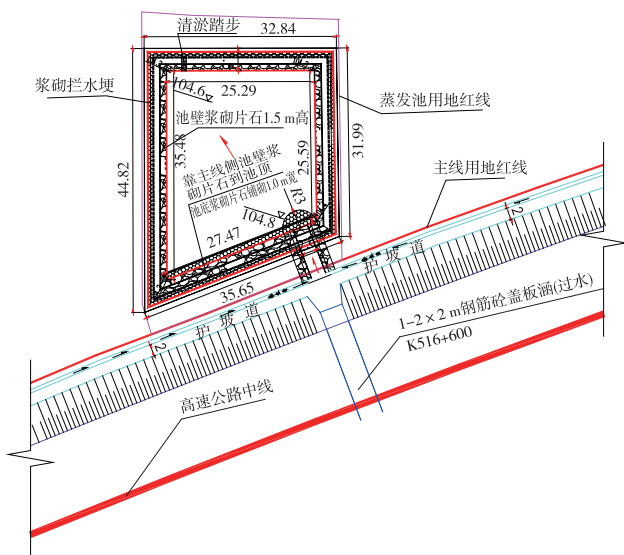 清淤踏步
32.84
浆砌拦水埂
104.6
25.29
蒸发池用地红线
池壁浆砌片石1.5 m高
35.48
44.82
25.59
31.99
靠主线侧池壁浆
砌片石到池顶
池底浆砌片石铺砌1.0 m宽
主线用地红线
R3
104.8
27.47
2
35.65
护坡道
护坡道
2
1-2×2 m钢筋砼盖板涵(过水)
K516+600
高速公路中线